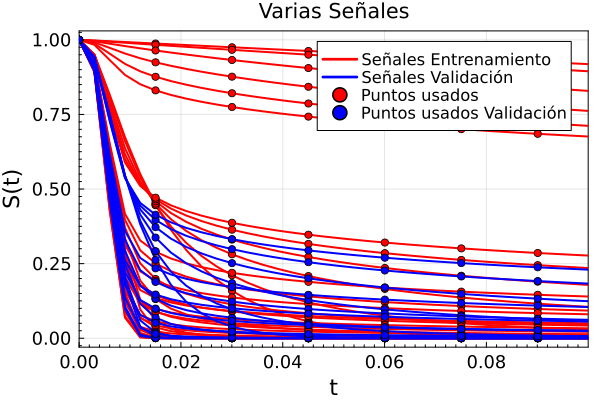 Varias Señales
1.00
0.75
0.50
0.25
0.00
S(t)
Señales Entrenamiento
Señales Validación
Puntos usados
Puntos usados Validación
0.00 0.02 0.04 0.06 0.08
t